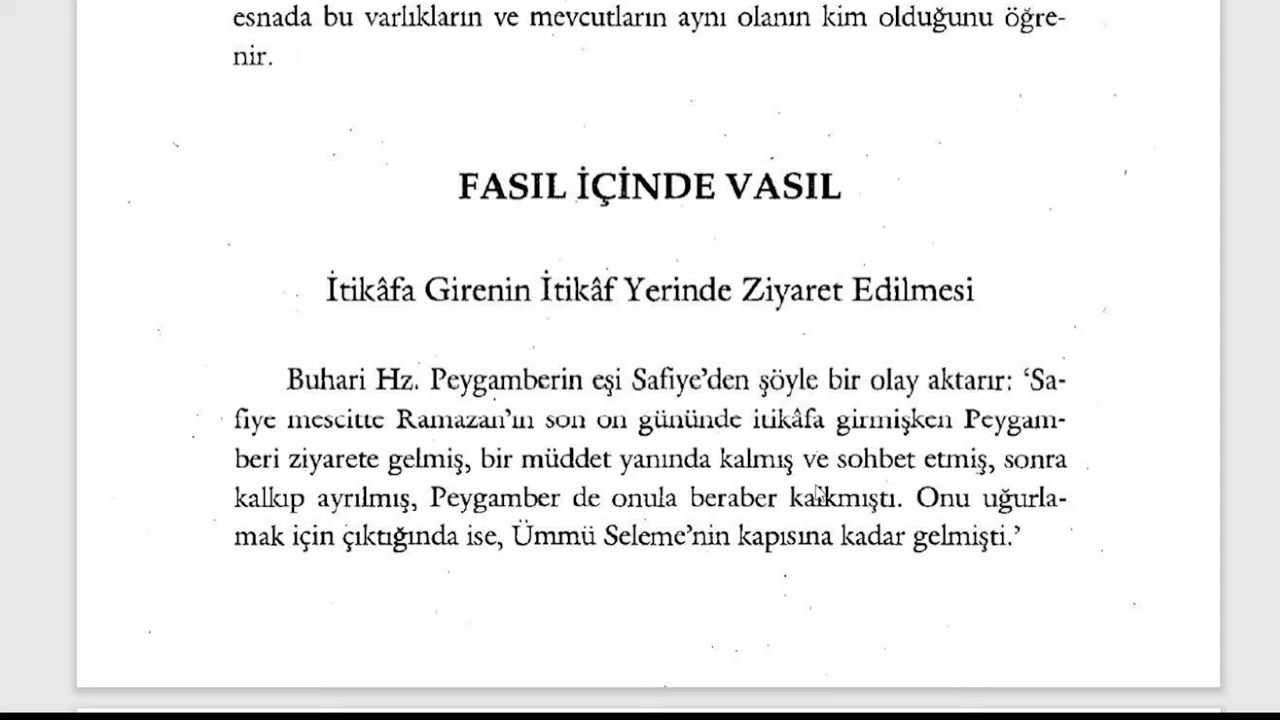 esnada bu varlıkların ve mevcutların aynı olanın kim olduğunu öğre-
nir.
FASIL İÇİNDE VASIL
İtikâfa Girenin İtikâf Yerinde Ziyaret Edilmesi
Buhari Hz. Peygamberin eşi Safiye’den şöyle bir olay aktarır: ‘Sa-
fiye mescitte Ramazan’ın son on gününde itikâfa girmişken Peygam-
beri ziyarete gelmiş, bir müddet yanında kalmış ve sohbet etmiş, sonra
kalkıp ayrılmış, Peygamber de onula beraber kalkmıştı. Onu uğurla-
mak için çıktığında ise, Ümmü Seleme’nin kapısına kadar gelmişti.’